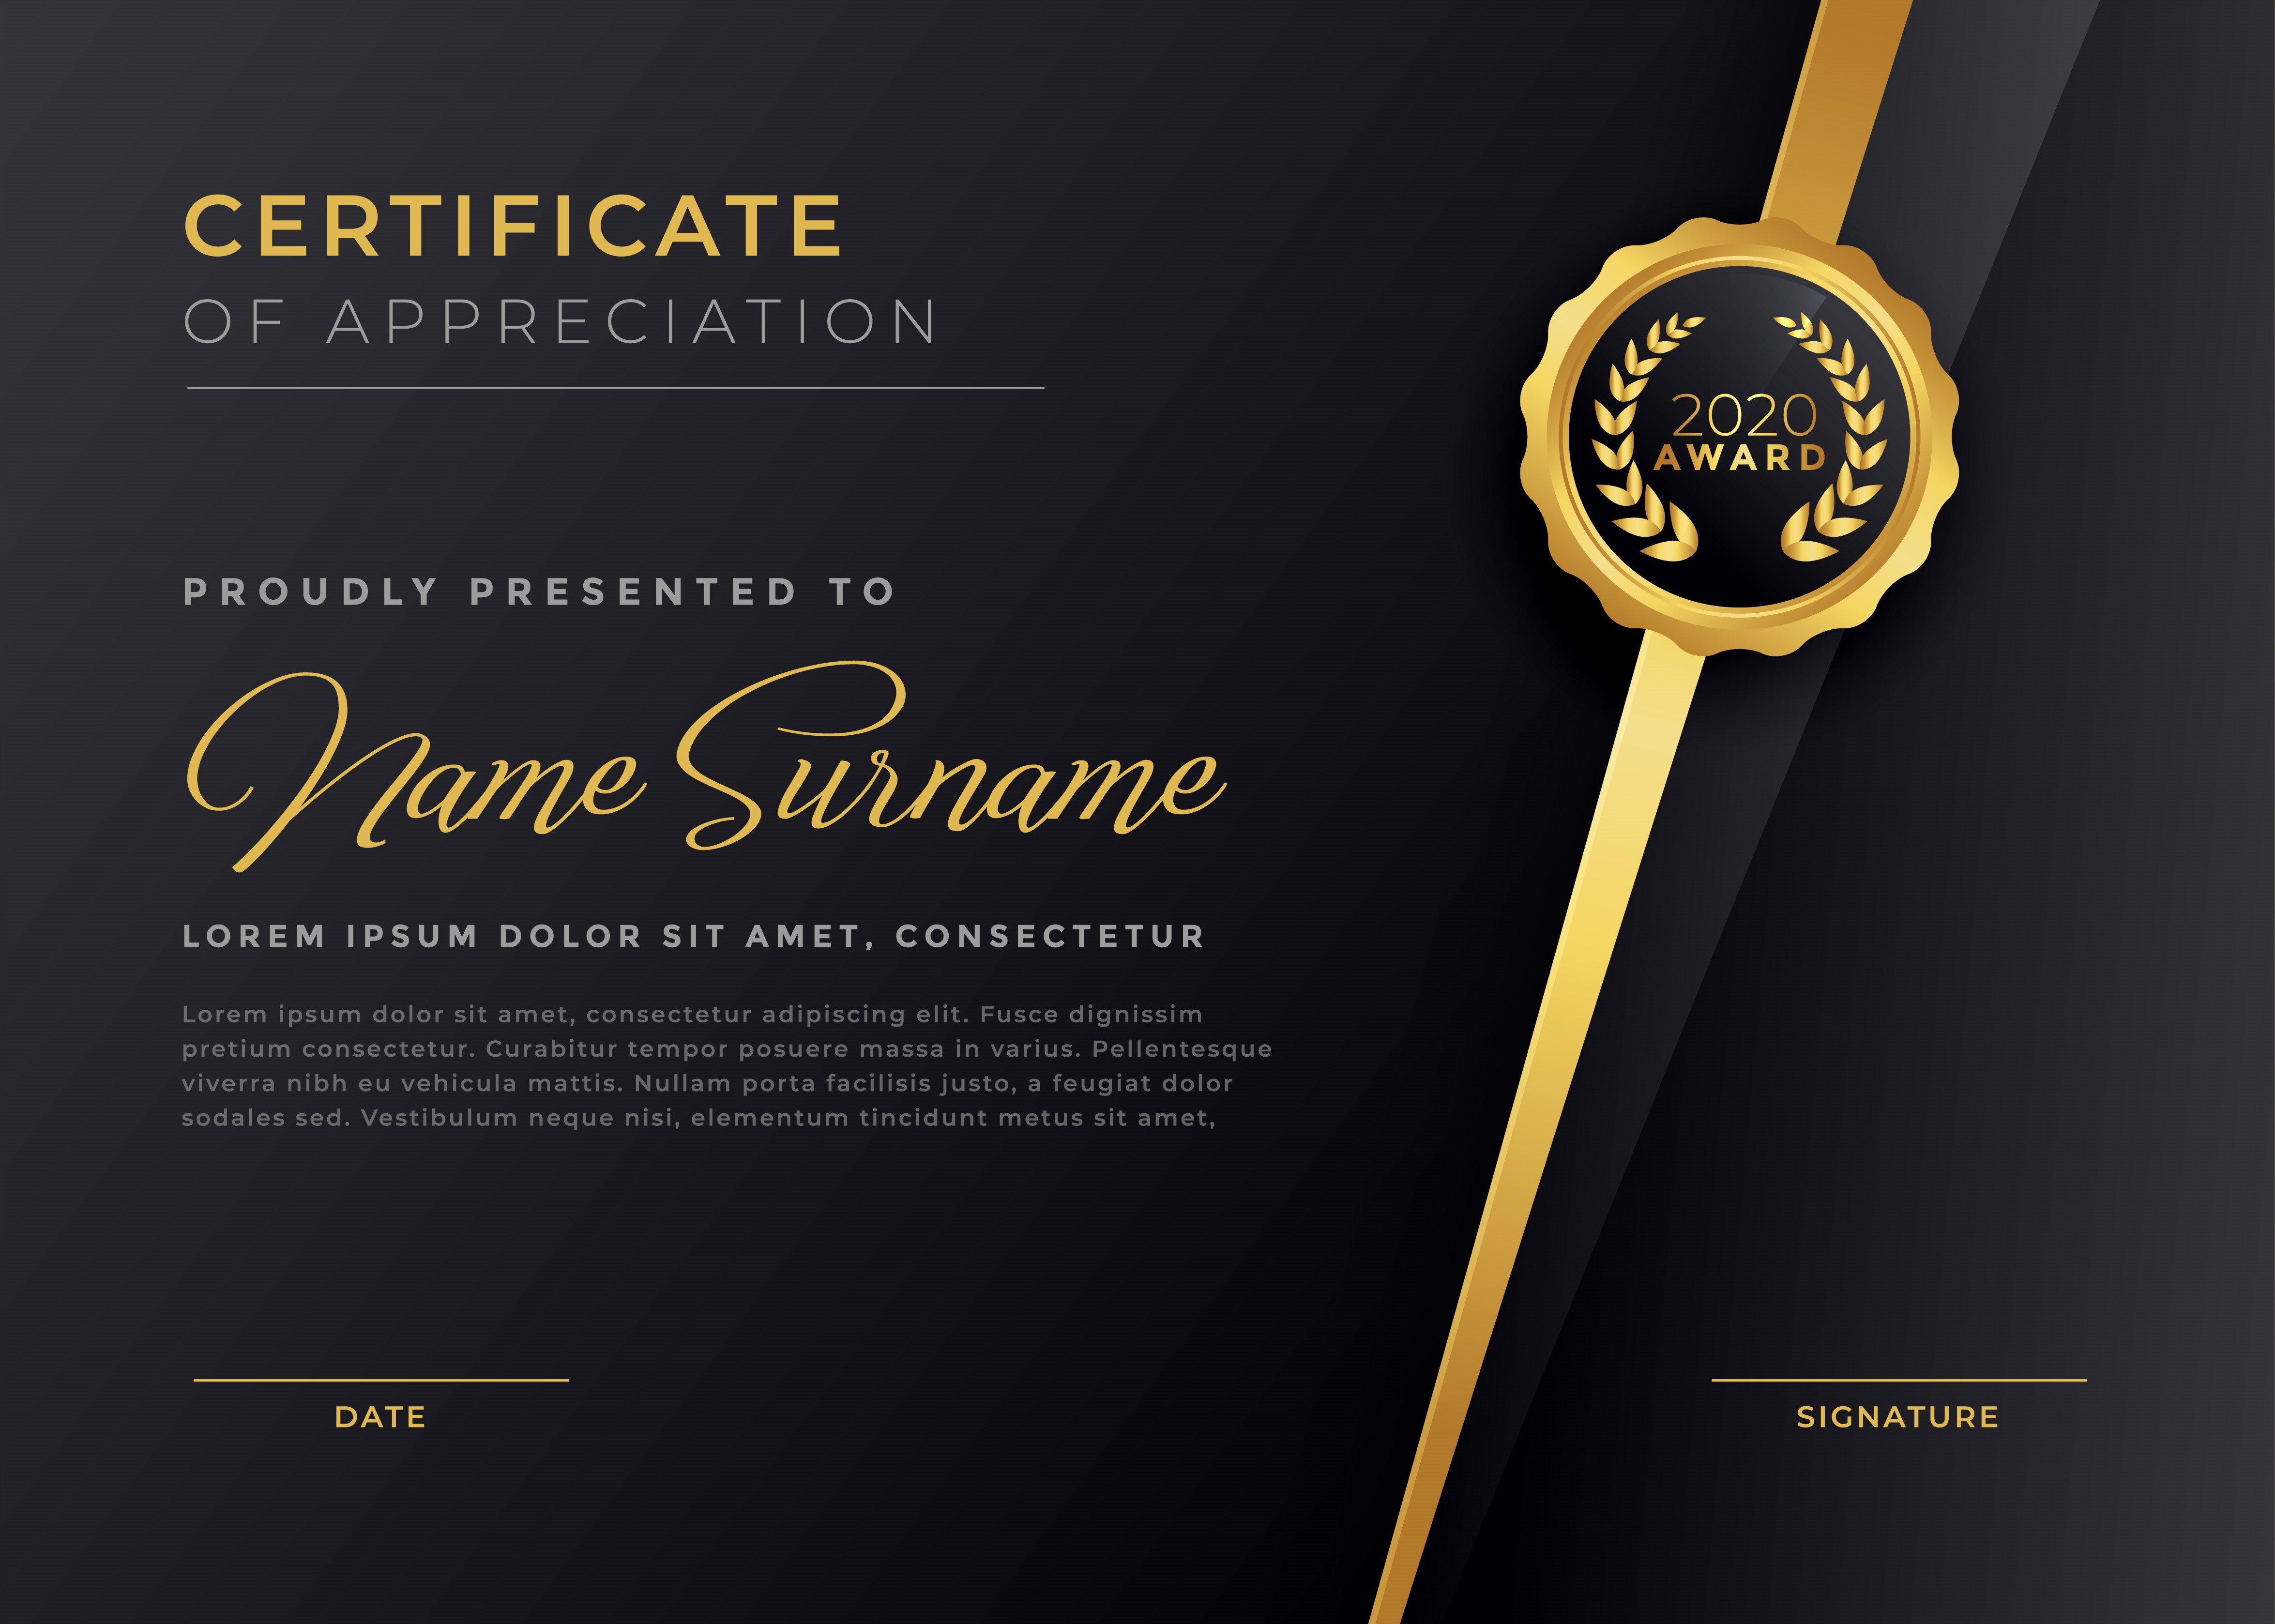 CERTIFICATE
OF APPRECIATION
2020
AWARD
PROUDLY PRESENTED TO
Name Surname
LOREM IPSUM DOLOR SIT AMET, CONSECTETUR
Lorem ipsum dolor sit amet, consectetur adipiscing elit. Fusce dignissim
pretium consectetur. Curabitur tempor posuere massa in varius. Pellentesque
viverra nibh eu vehicula mattis. Nullam porta facilisis justo, a feugiat dolor
sodales sed. Vestibulum neque nisi, elementum tincidunt metus sit amet,
DATE
SIGNATURE